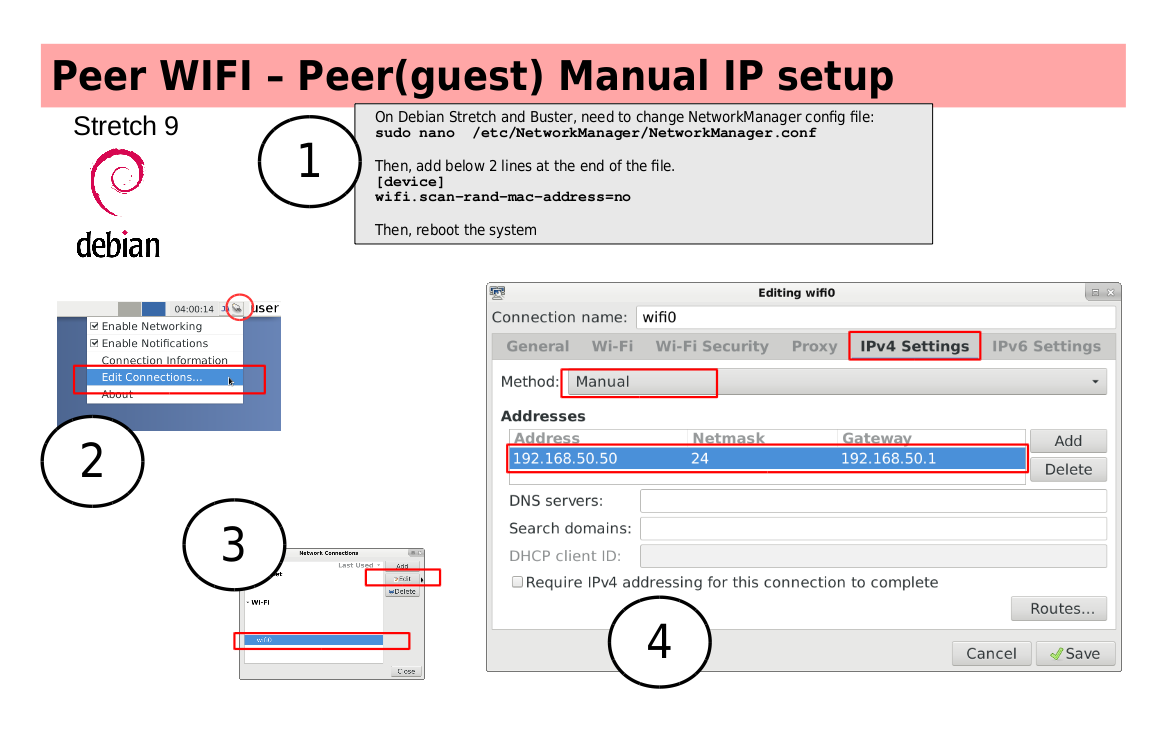 Peer WIFI – Peer(guest) Manual IP setup
Stretch 9
debian
1
On Debian Stretch and Buster, need to change NetworkManager config file:
sudo nano  /etc/NetworkManager/NetworkManager.conf
Then, add below 2 lines at the end of the file.
[device]
wifi.scan-rand-mac-address=no
Then, reboot the system
04:00:14
user
Enable Networking
Enable Notifications
Connection Information
Edit Connections...
About
2
3
Network Connections
Last Used
Add
Edit
Delete
Wi-Fi
wifi0
Close
Editing wifi0
Connection name: wifi0
General Wi-Fi Wi-Fi Security Proxy IPv4 Settings IPv6 Settings
Method: Manual
Addresses
Address Netmask Gateway
192.168.50.50 24 192.168.50.1
Add
Delete
DNS servers:
Search domains:
DHCP client ID:
Require IPv4 addressing for this connection to complete
Routes...
4
Cancel Save